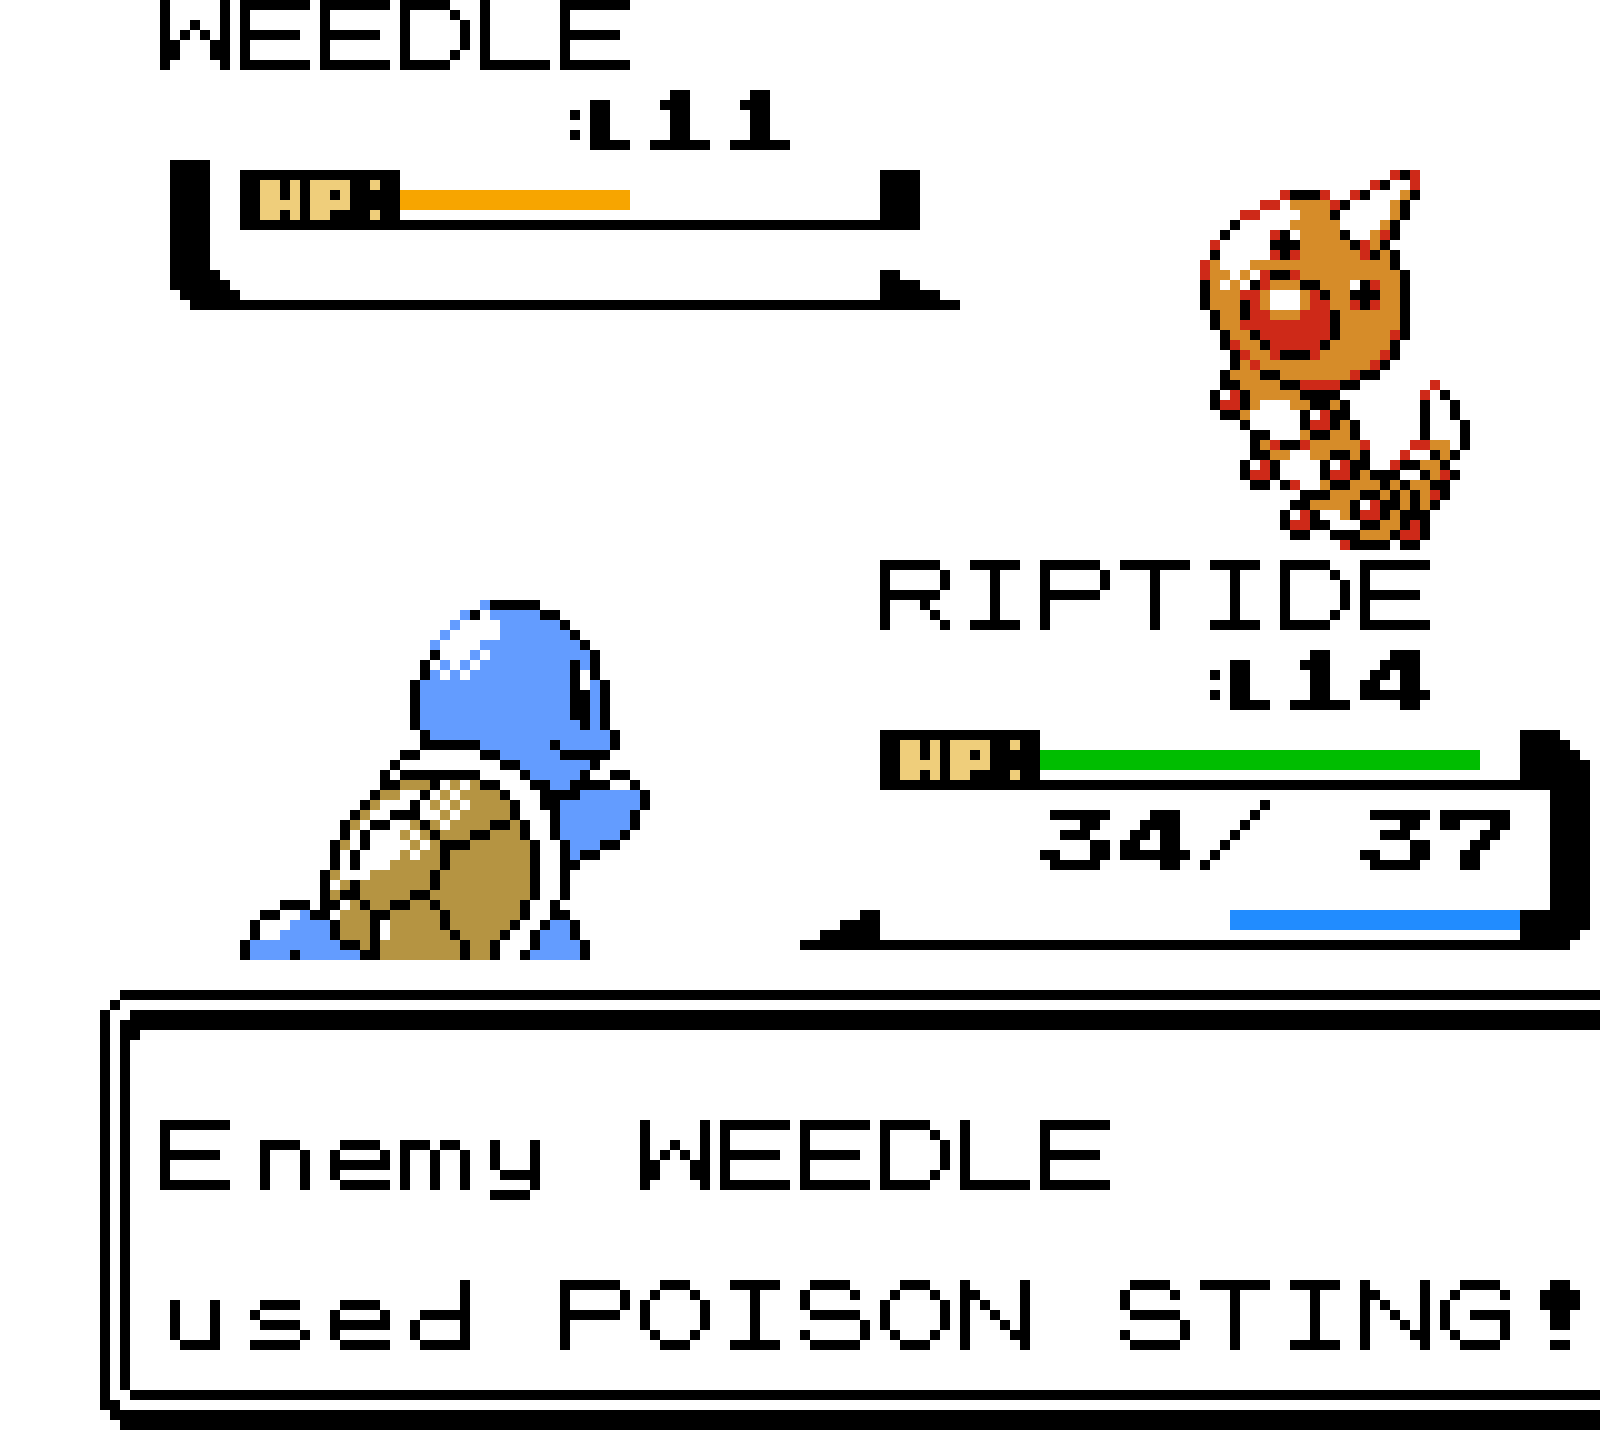 WEEDLE
:L11
HP:
RIPTIDE
:L14
HP:
34/ 37
Enemy WEEDLE
used POISON STING!